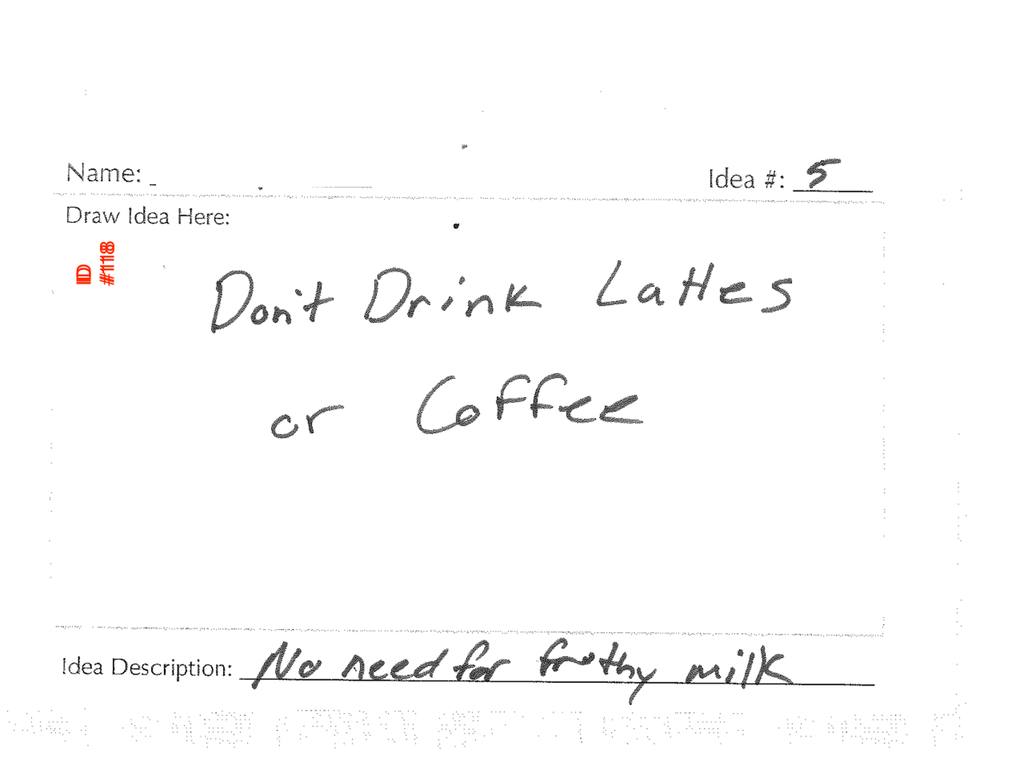 Name:
Idea #: 5
Draw Idea Here:
ID
#118
Don't Drink Lattes
or Coffee
Idea Description: No need for frothy milk